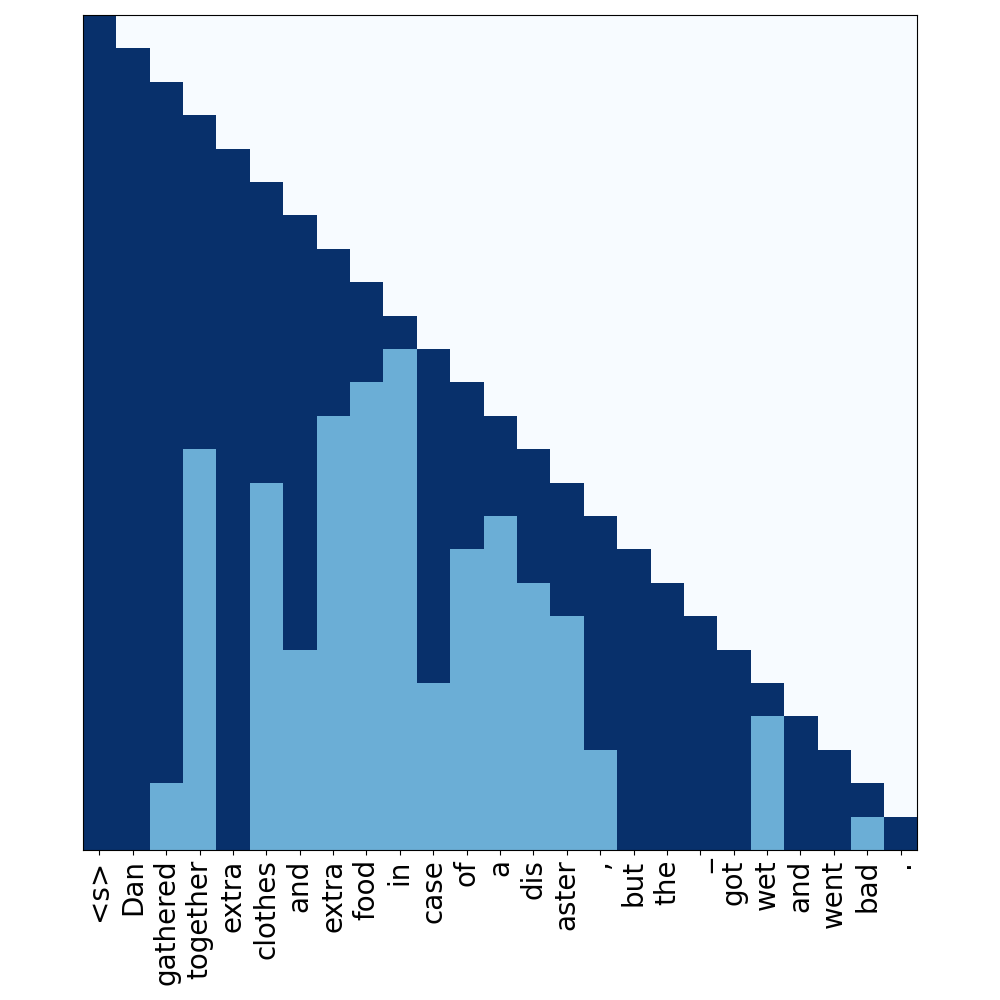 <s> Dan gathered together extra clothes and extra food in case of a dis aster , but the _ got wet and went bad .